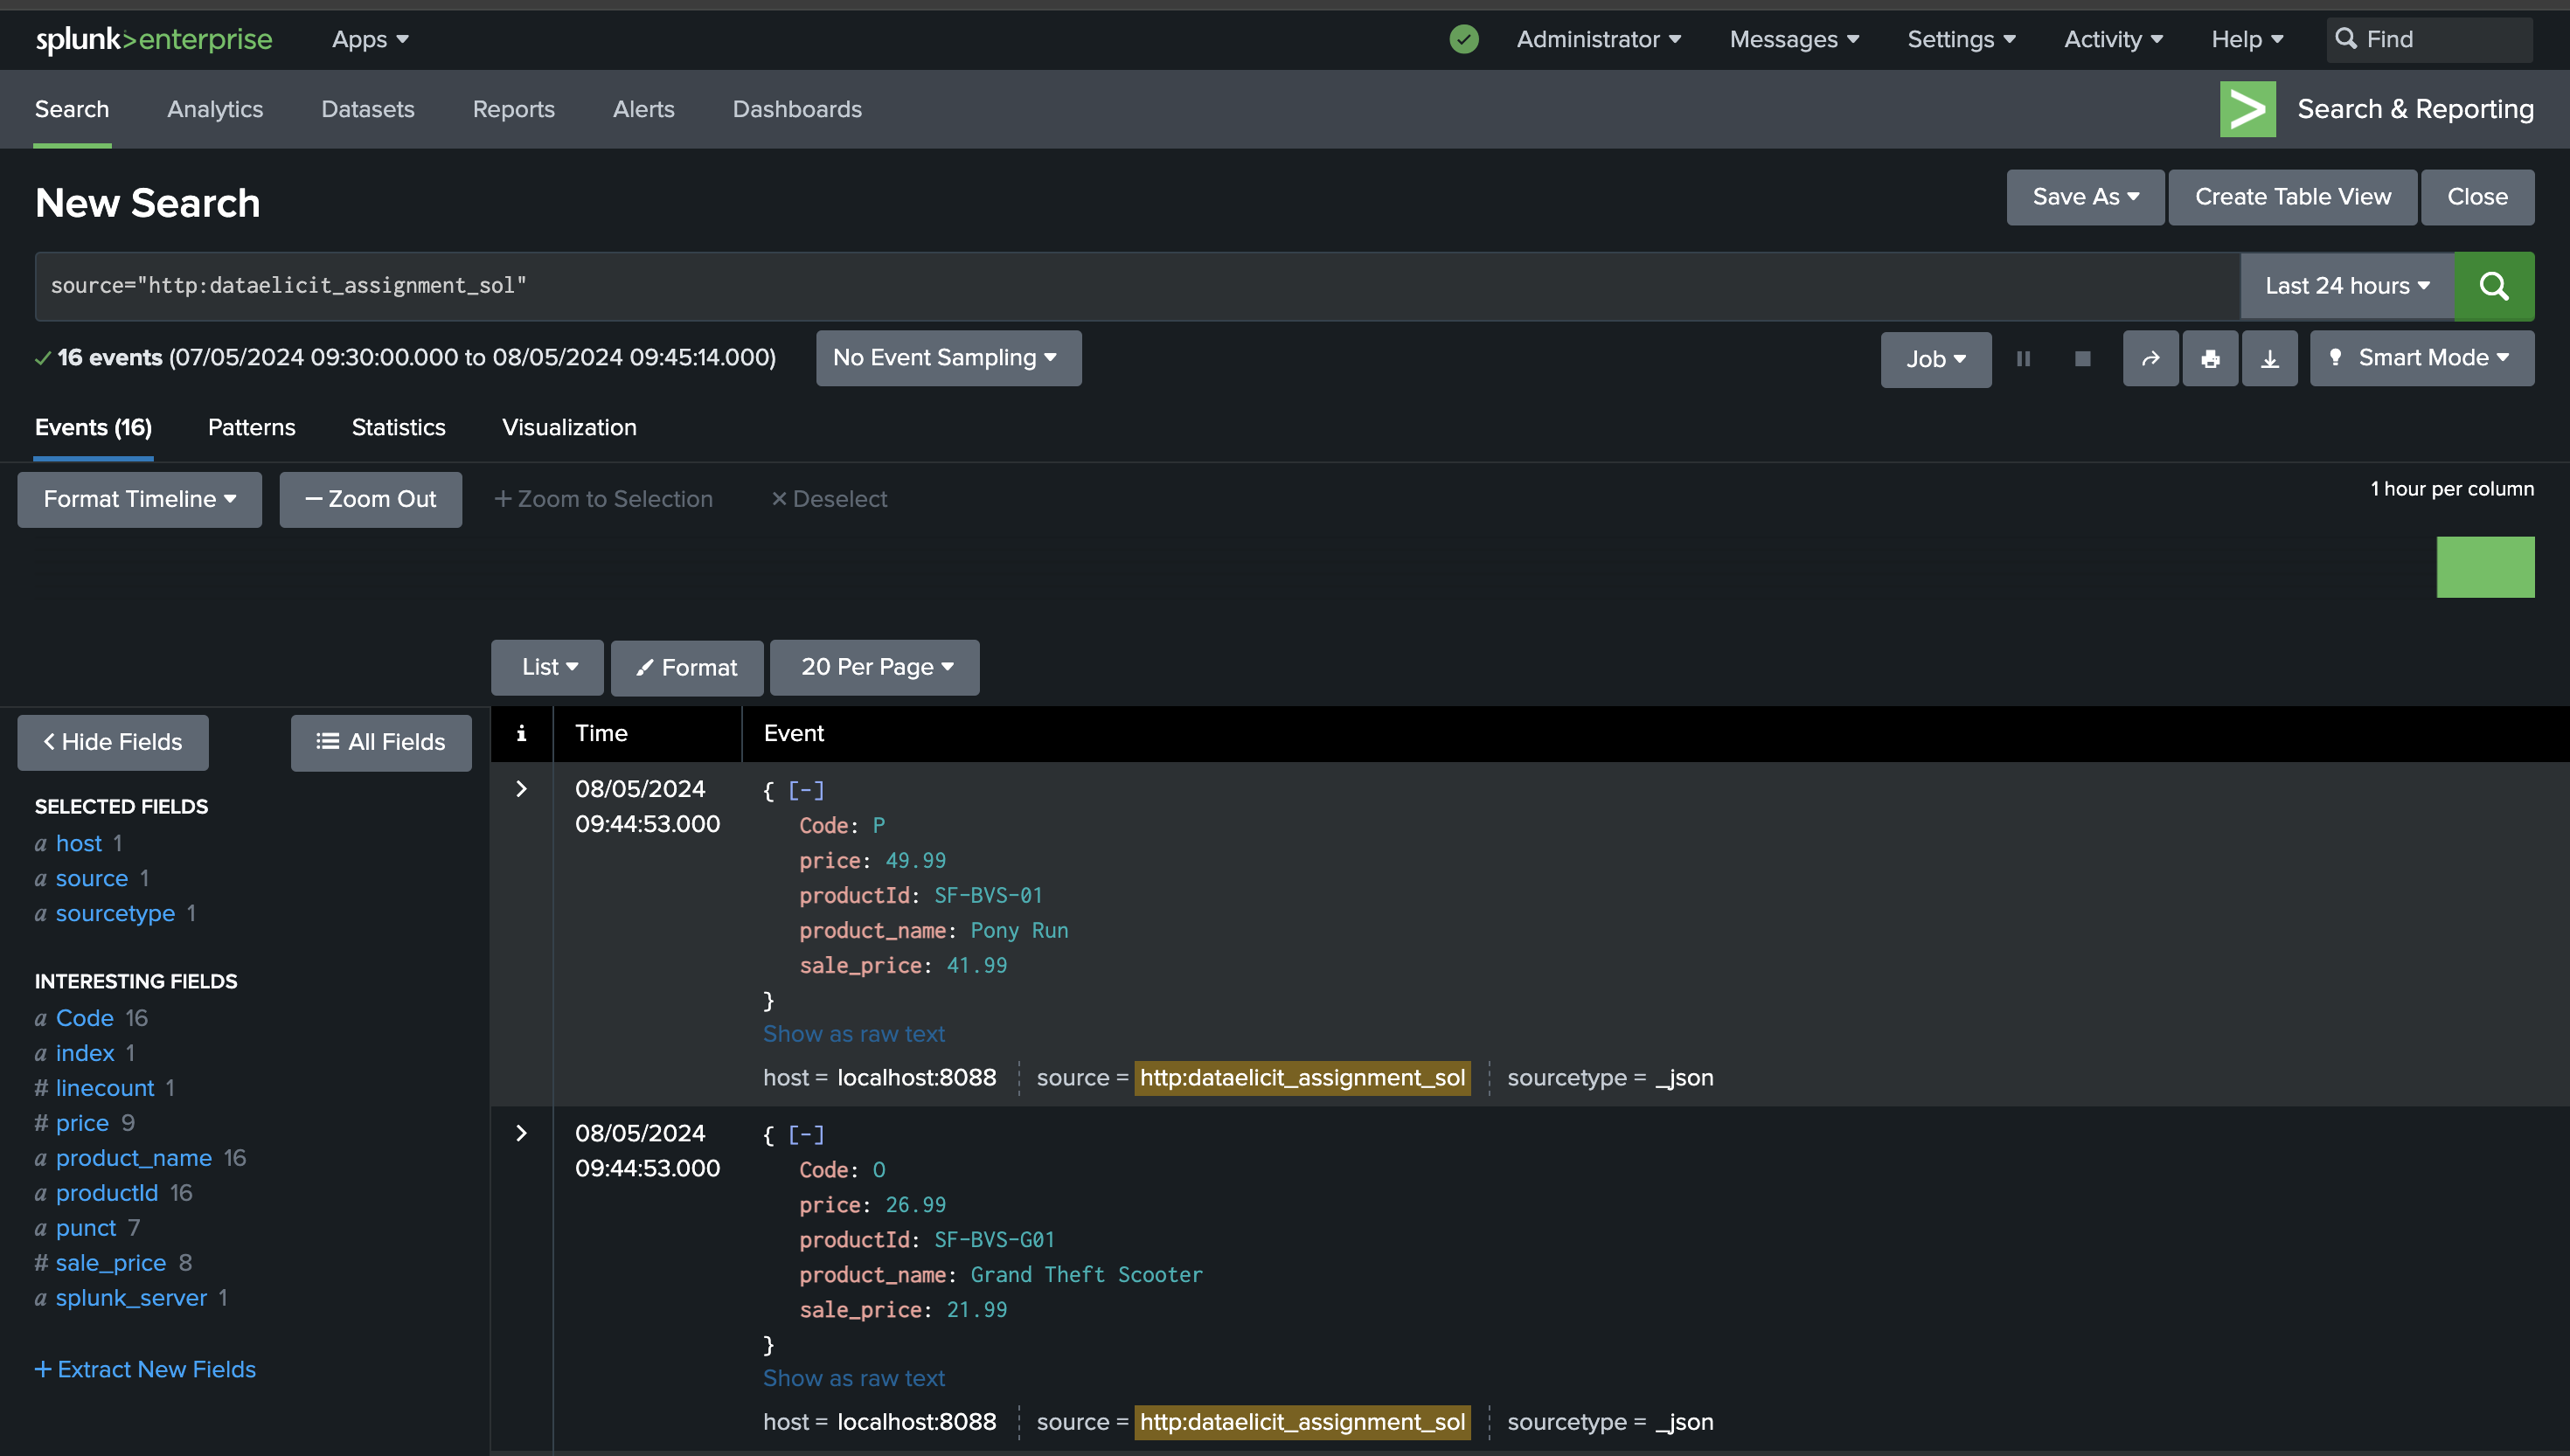 splunk>enterprise Apps Administrator Messages Settings Activity Help Find
Search Analytics Datasets Reports Alerts Dashboards Search & Reporting
New Search Save As Create Table View Close
source="http:dataelicit_assignment_sol" Last 24 hours
16 events (07/05/2024 09:30:00.000 to 08/05/2024 09:45:14.000) No Event Sampling Job Smart Mode
Events (16) Patterns Statistics Visualization
Format Timeline — Zoom Out + Zoom to Selection × Deselect 1 hour per column
List Format 20 Per Page
< Hide Fields All Fields
SELECTED FIELDS
a host 1
a source 1
a sourcetype 1
INTERESTING FIELDS
a Code 16
a index 1
# linecount 1
# price 9
a product_name 16
a productId 16
a punct 7
# sale_price 8
a splunk_server 1
+ Extract New Fields
i Time Event
> 08/05/2024 { [-]
09:44:53.000 Code: P
price: 49.99
productId: SF-BVS-01
product_name: Pony Run
sale_price: 41.99
}
Show as raw text
host = localhost:8088 source = http:dataelicit_assignment_sol sourcetype = _json
> 08/05/2024 { [-]
09:44:53.000 Code: O
price: 26.99
productId: SF-BVS-G01
product_name: Grand Theft Scooter
sale_price: 21.99
}
Show as raw text
host = localhost:8088 source = http:dataelicit_assignment_sol sourcetype = _json